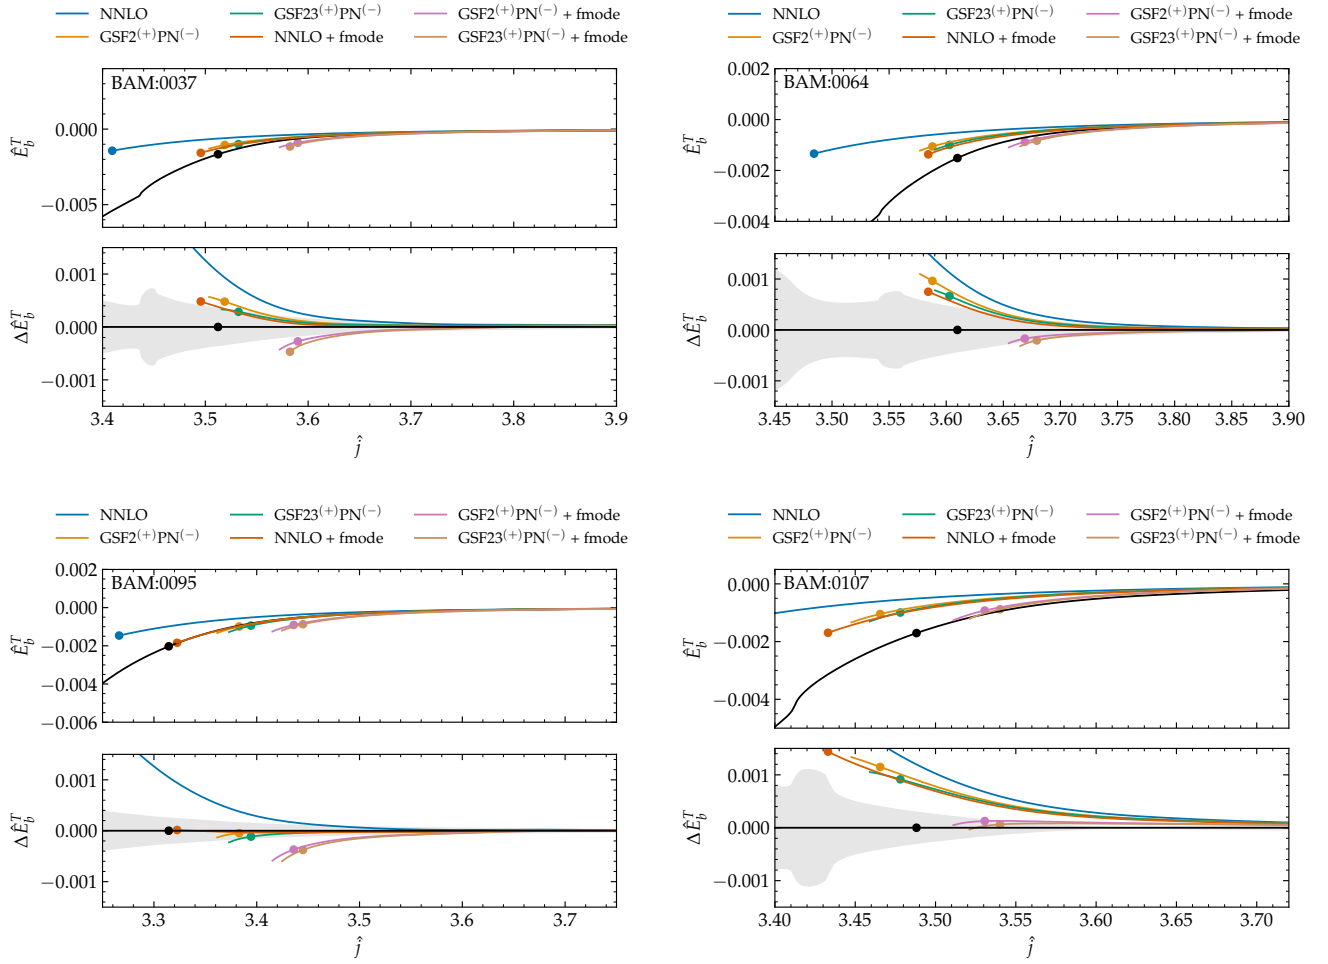 NNLO
GSF2(+)PN(−)
GSF23(+)PN(−)
NNLO + fmode
GSF2(+)PN(−) + fmode
GSF23(+)PN(−) + fmode
BAM:0037
0.000
−0.005
Ê_b^T
0.001
0.000
−0.001
ΔÊ_b^T
3.4 3.5 3.6 3.7 3.8 3.9
ĵ
NNLO
GSF2(+)PN(−)
GSF23(+)PN(−)
NNLO + fmode
GSF2(+)PN(−) + fmode
GSF23(+)PN(−) + fmode
BAM:0064
0.002
0.000
−0.002
−0.004
Ê_b^T
0.001
0.000
−0.001
ΔÊ_b^T
3.45 3.50 3.55 3.60 3.65 3.70 3.75 3.80 3.85 3.90
ĵ
NNLO
GSF2(+)PN(−)
GSF23(+)PN(−)
NNLO + fmode
GSF2(+)PN(−) + fmode
GSF23(+)PN(−) + fmode
BAM:0095
0.002
0.000
−0.002
−0.004
−0.006
Ê_b^T
0.001
0.000
−0.001
ΔÊ_b^T
3.3 3.4 3.5 3.6 3.7
ĵ
NNLO
GSF2(+)PN(−)
GSF23(+)PN(−)
NNLO + fmode
GSF2(+)PN(−) + fmode
GSF23(+)PN(−) + fmode
BAM:0107
0.000
−0.002
−0.004
Ê_b^T
0.001
0.000
−0.001
ΔÊ_b^T
3.40 3.45 3.50 3.55 3.60 3.65 3.70
ĵ